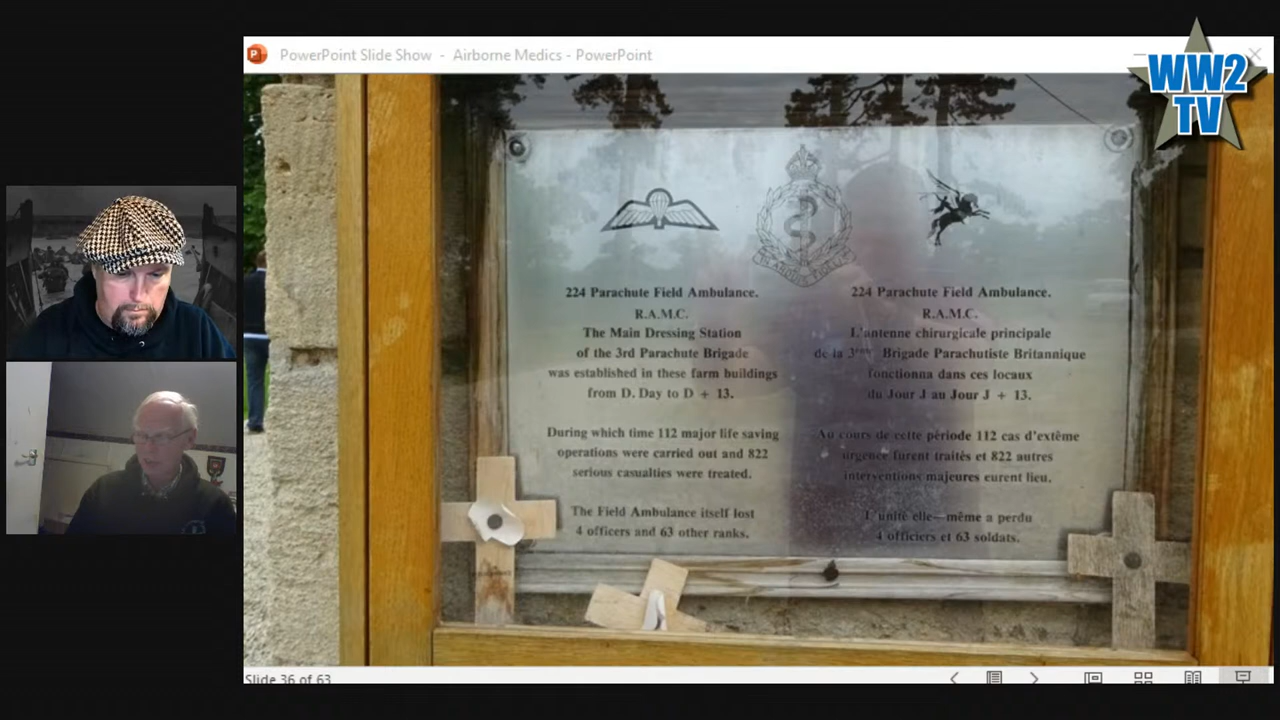 PowerPoint Slide Show - Airborne Medics - PowerPoint
WW2
TV
224 Parachute Field Ambulance.
R.A.M.C.
The Main Dressing Station
of the 3rd Parachute Brigade
was established in these farm buildings
from D. Day to D + 13.
During which time 112 major life saving
operations were carried out and 822
serious casualties were treated.
The Field Ambulance itself lost
4 officers and 63 other ranks.
224 Parachute Field Ambulance.
R.A.M.C.
L'antenne chirurgicale principale
de la 3ème Brigade Parachutiste Britannique
fonctionna dans ces locaux
du Jour J au Jour J + 13.
Au cours de cette période 112 cas d'extême
urgence furent traités et 822 autres
interventions majeures eurent lieu.
L'unité elle—même a perdu
4 officiers et 63 soldats.
Slide 36 of 63